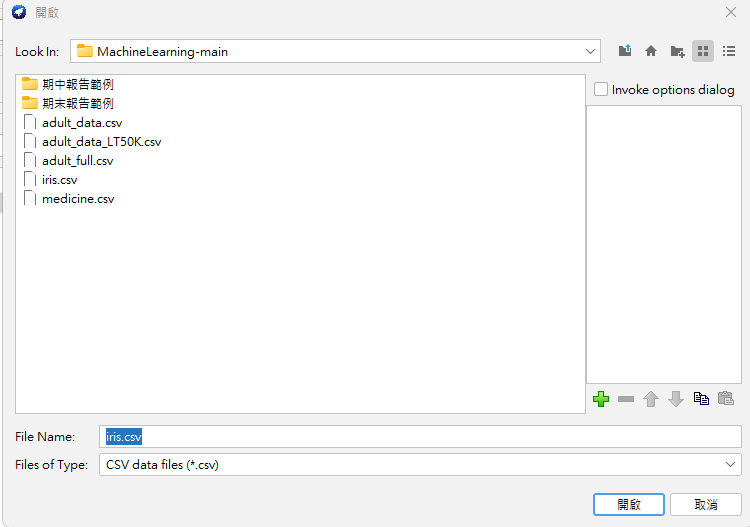 開啟
Look In: MachineLearning-main
期中報告範例
期末報告範例
adult_data.csv
adult_data_LT50K.csv
adult_full.csv
iris.csv
medicine.csv
Invoke options dialog
File Name: iris.csv
Files of Type: CSV data files (*.csv)
開啟 取消